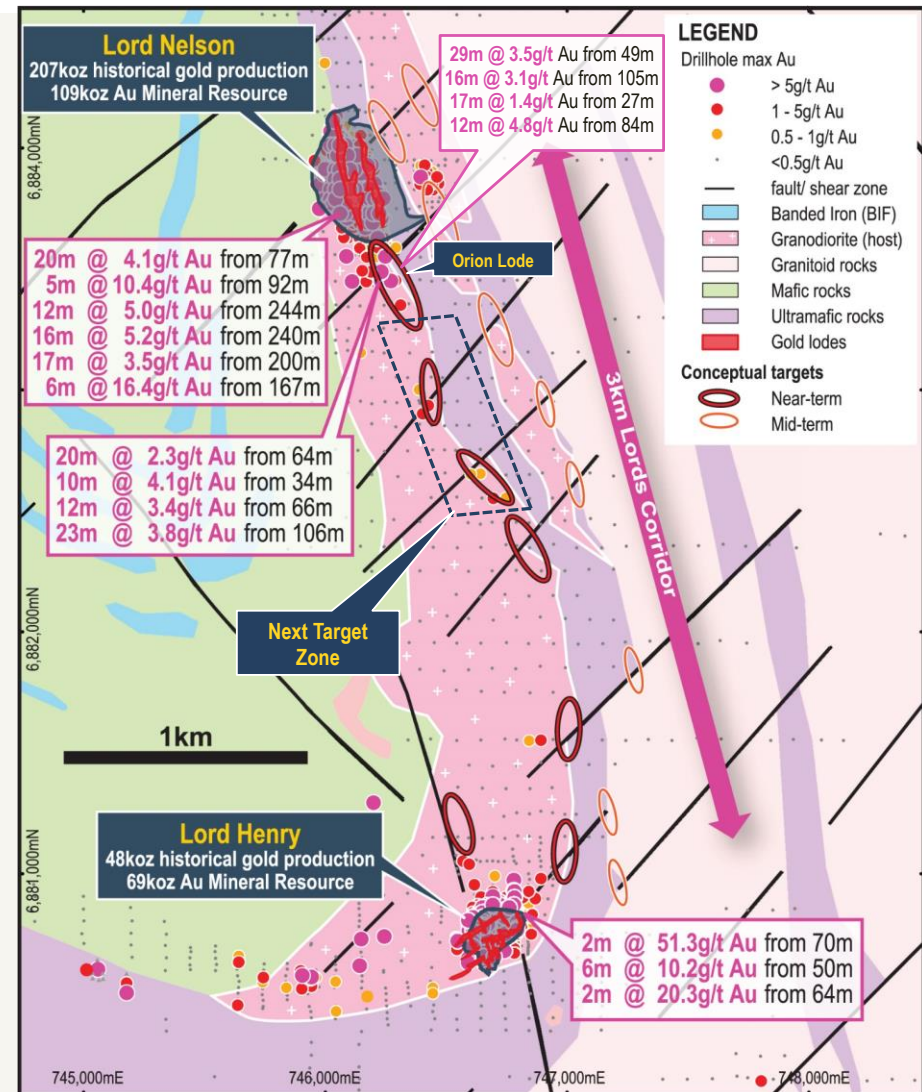 Lord Nelson
207koz historical gold production
109koz Au Mineral Resource
29m @ 3.5g/t Au from 49m
16m @ 3.1g/t Au from 105m
17m @ 1.4g/t Au from 27m
12m @ 4.8g/t Au from 84m
LEGEND
Drillhole max Au
> 5g/t Au
1 - 5g/t Au
0.5 - 1g/t Au
<0.5g/t Au
fault/ shear zone
Banded Iron (BIF)
Granodiorite (host)
Granitoid rocks
Mafic rocks
Ultramafic rocks
Gold lodes
Conceptual targets
Near-term
Mid-term
6,884,000mN
Orion Lode
20m @ 4.1g/t Au from 77m
5m @ 10.4g/t Au from 92m
12m @ 5.0g/t Au from 244m
16m @ 5.2g/t Au from 240m
17m @ 3.5g/t Au from 200m
6m @ 16.4g/t Au from 167m
3km Lords Corridor
20m @ 2.3g/t Au from 64m
10m @ 4.1g/t Au from 34m
12m @ 3.4g/t Au from 66m
23m @ 3.8g/t Au from 106m
6,882,000mN
Next Target
Zone
1km
Lord Henry
48koz historical gold production
69koz Au Mineral Resource
6,881,000mN
2m @ 51.3g/t Au from 70m
6m @ 10.2g/t Au from 50m
2m @ 20.3g/t Au from 64m
745,000mE
746,000mE
747,000mE
748,000mE